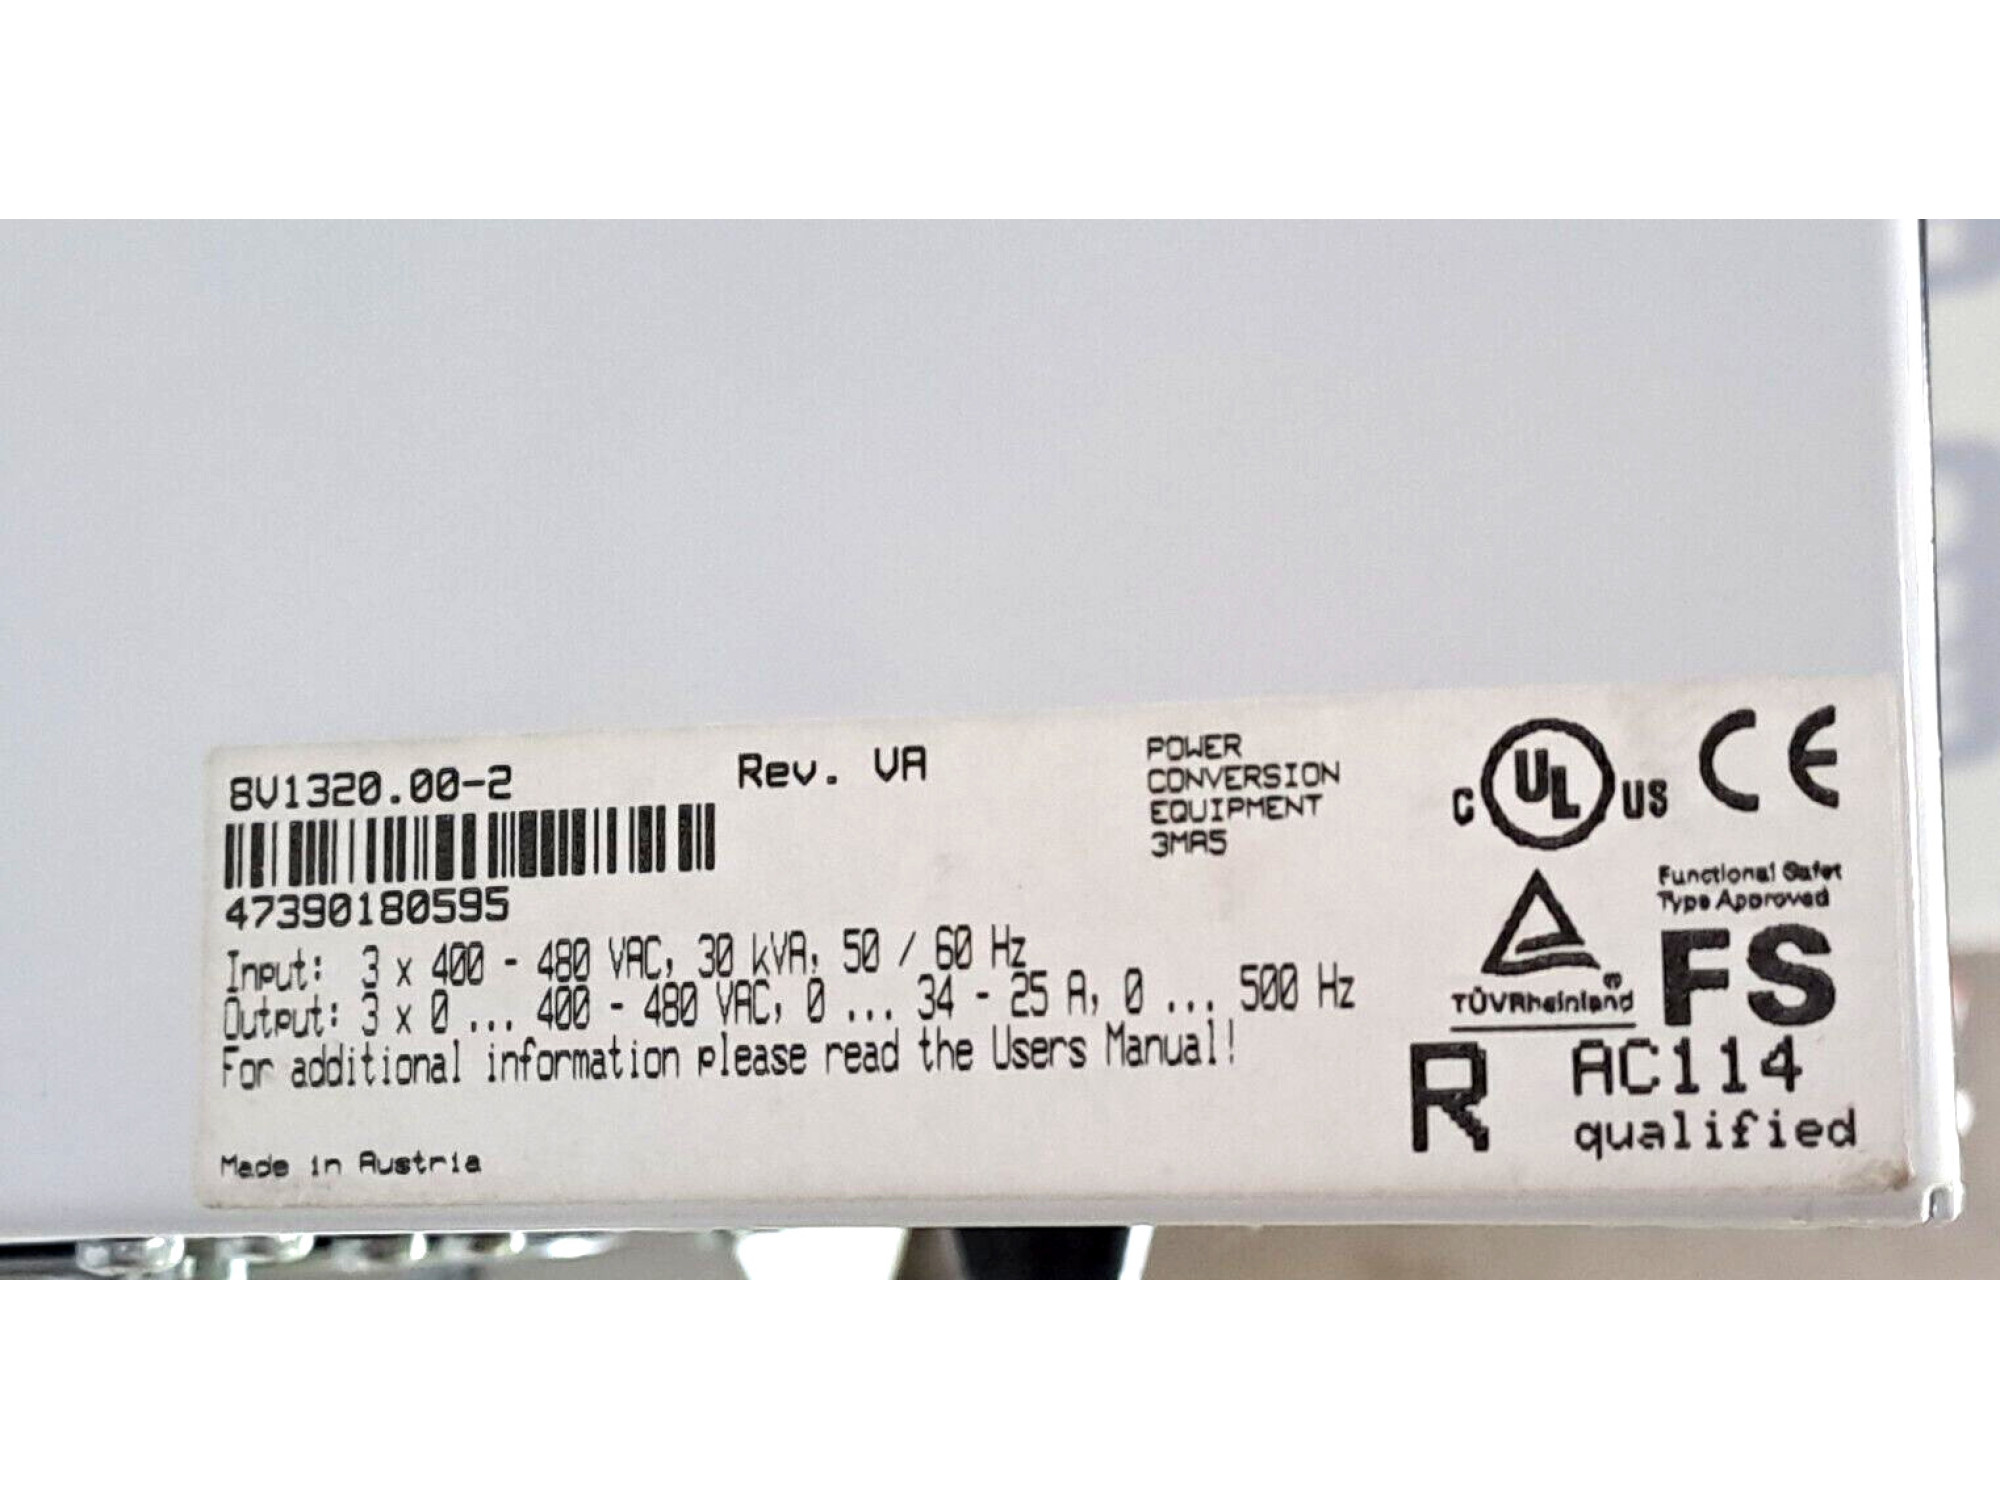 8V1320.00-2
Rev. VA
47390180595
Input: 3 x 400 - 480 VAC, 30 kVA, 50 / 60 Hz
Output: 3 x 0 ... 400 - 480 VAC, 0 ... 34 - 25 A, 0 ... 500 Hz
For additional information please read the Users Manual!
Made in Austria
POWER
CONVERSION
EQUIPMENT
3MA5
C UL US CE
Functional Safet
Type Approved
FS
TÜVRheinland®
R AC114
qualified